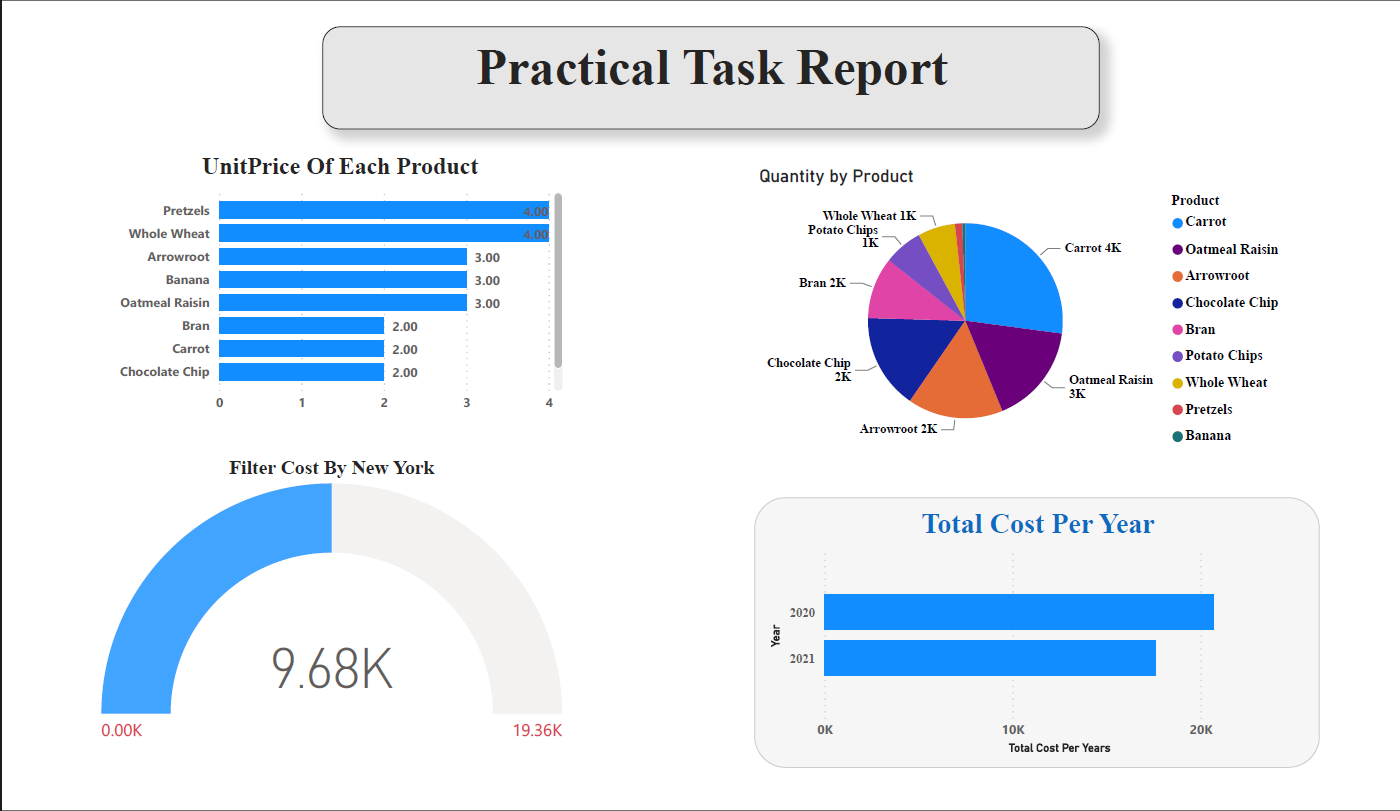 Practical Task Report
UnitPrice Of Each Product
Pretzels 4.00
Whole Wheat 4.00
Arrowroot 3.00
Banana 3.00
Oatmeal Raisin 3.00
Bran 2.00
Carrot 2.00
Chocolate Chip 2.00
0 1 2 3 4
Quantity by Product
Whole Wheat 1K
Potato Chips
1K
Carrot 4K
Bran 2K
Chocolate Chip
2K
Oatmeal Raisin
3K
Arrowroot 2K
Product
Carrot
Oatmeal Raisin
Arrowroot
Chocolate Chip
Bran
Potato Chips
Whole Wheat
Pretzels
Banana
Filter Cost By New York
9.68K
0.00K 19.36K
Total Cost Per Year
Year
2020
2021
0K 10K 20K
Total Cost Per Years